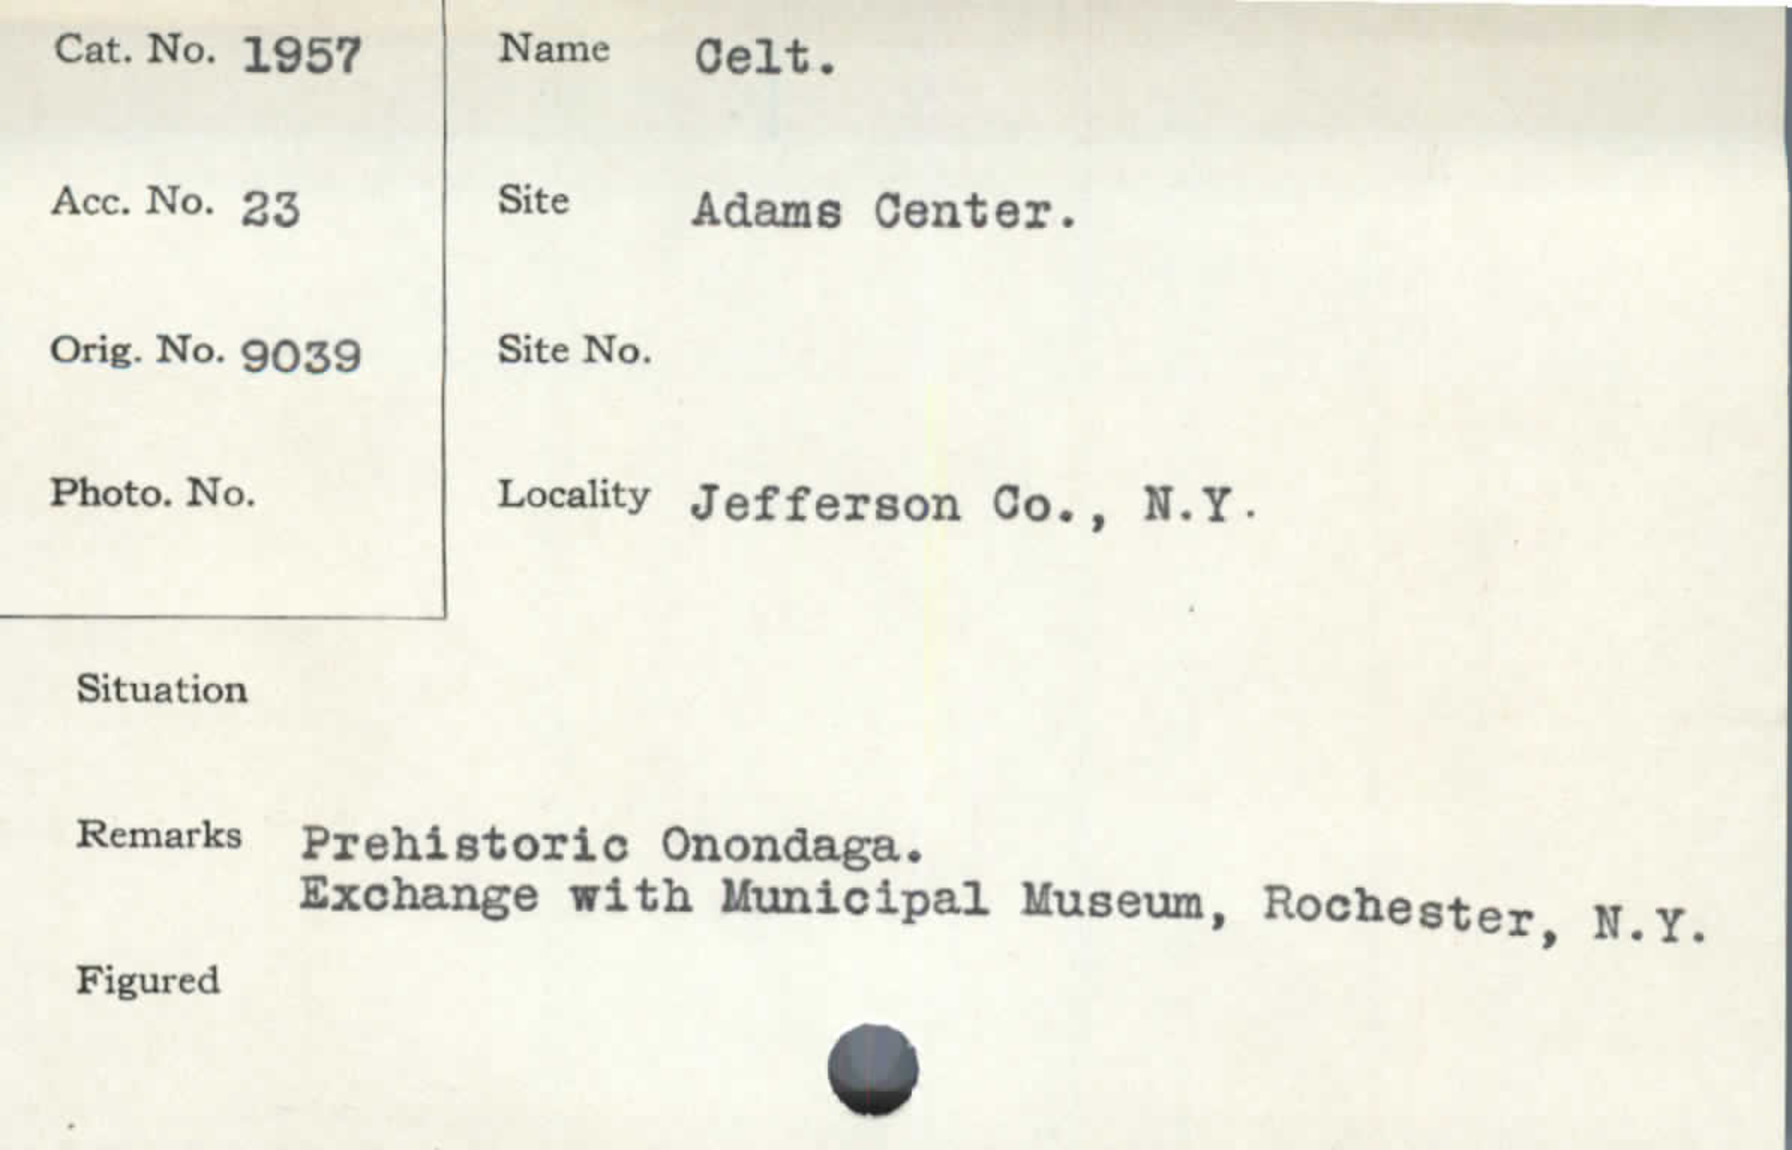 Cat. No. 1957
Acc. No. 23
Orig. No. 9039
Photo. No.
Name Celt.
Site Adams Center.
Site No.
Locality Jefferson Co., N.Y.
Situation
Remarks Prehistoric Onondaga.
Exchange with Municipal Museum, Rochester, N.Y.
Figured